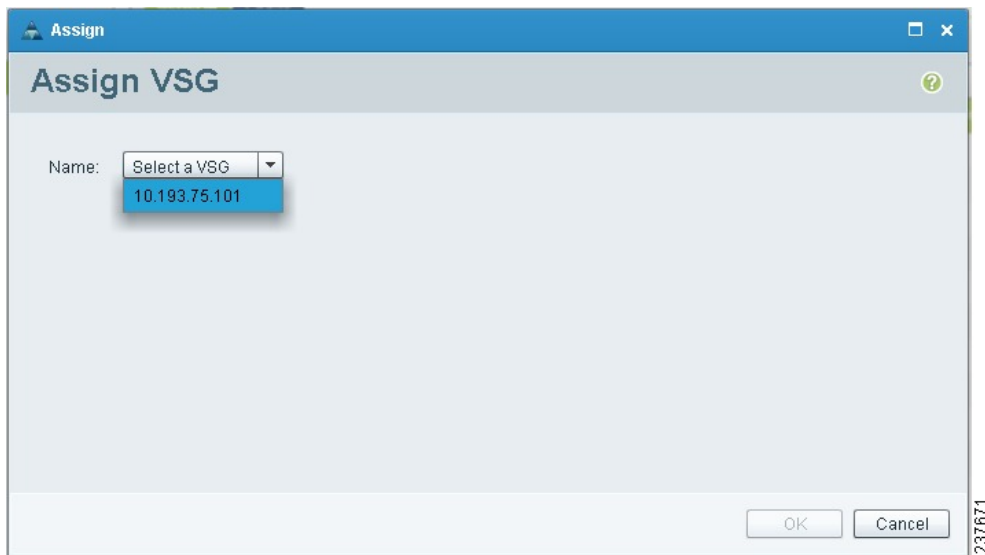 Assign
Assign VSG
?
Name: Select a VSG
10.193.75.101
OK Cancel
237671